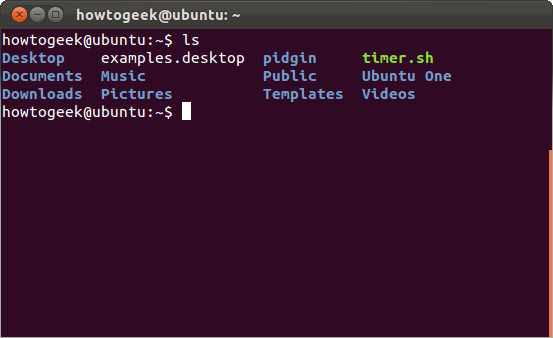 howtogeek@ubuntu: ~
howtogeek@ubuntu:~$ ls
Desktop    examples.desktop  pidgin     timer.sh
Documents  Music             Public     Ubuntu One
Downloads  Pictures          Templates  Videos
howtogeek@ubuntu:~$